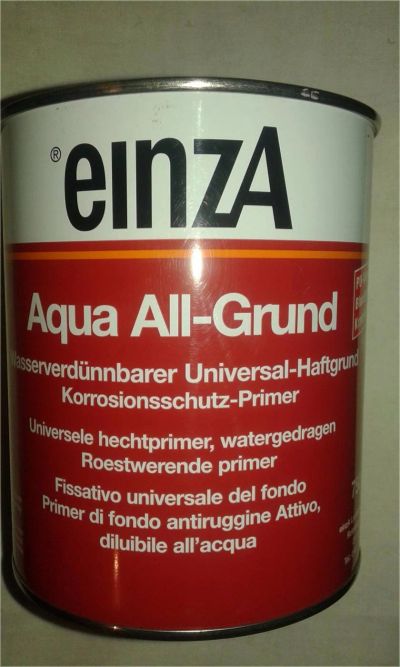 ® einzA
Aqua All-Grund
Wasserverdünnbarer Universal-Haftgrund
Korrosionsschutz-Primer
Universele hechtprimer, watergedragen
Roestwerende primer
Fissativo universale del fondo
Primer di fondo antiruggine Attivo,
diluibile all'acqua